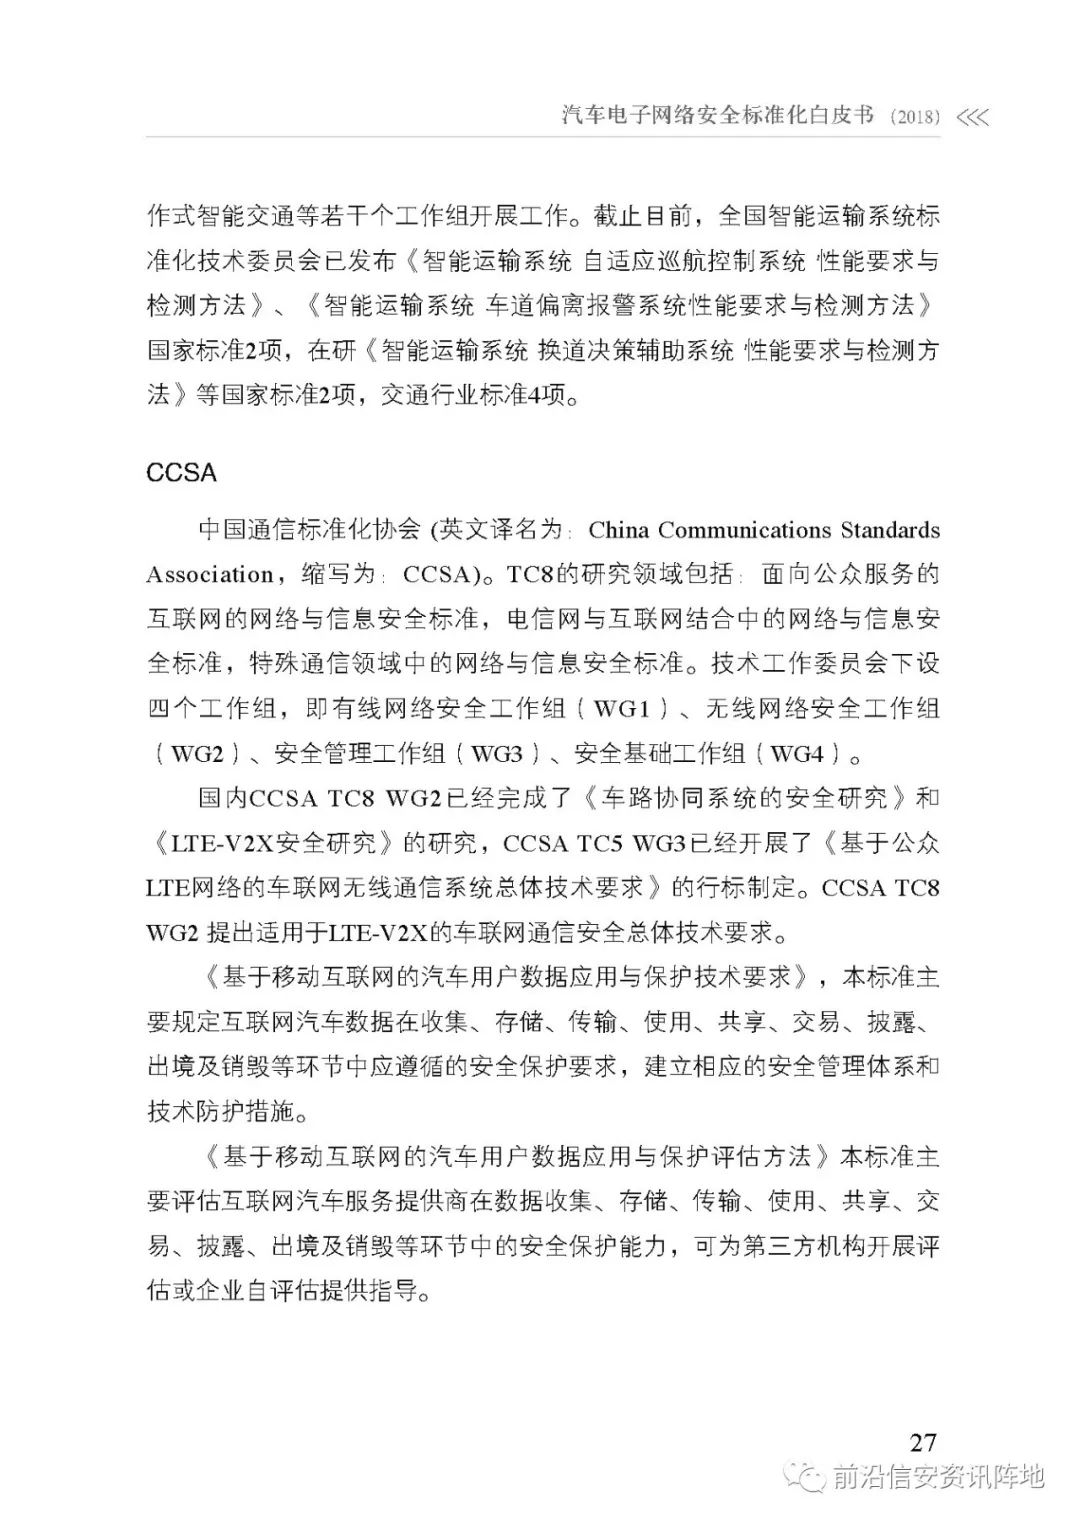 汽车电子网络安全标准化白皮书 (2018)
作式智能交通等若干个工作组开展工作。截止目前，全国智能运输系统标
准化技术委员会已发布《智能运输系统 自适应巡航控制系统 性能要求与
检测方法》、《智能运输系统 车道偏离报警系统性能要求与检测方法》
国家标准2项，在研《智能运输系统 换道决策辅助系统 性能要求与检测方
法》等国家标准2项，交通行业标准4项。
CCSA
中国通信标准化协会 (英文译名为：China Communications Standards
Association，缩写为：CCSA)。TC8的研究领域包括：面向公众服务的
互联网的网络与信息安全标准，电信网与互联网结合中的网络与信息安
全标准，特殊通信领域中的网络与信息安全标准。技术工作委员会下设
四个工作组，即有线网络安全工作组（WG1）、无线网络安全工作组
（WG2）、安全管理工作组（WG3）、安全基础工作组（WG4）。
国内CCSA TC8 WG2已经完成了《车路协同系统的安全研究》和
《LTE-V2X安全研究》的研究，CCSA TC5 WG3已经开展了《基于公众
LTE网络的车联网无线通信系统总体技术要求》的行标制定。CCSA TC8
WG2 提出适用于LTE-V2X的车联网通信安全总体技术要求。
《基于移动互联网的汽车用户数据应用与保护技术要求》，本标准主
要规定互联网汽车数据在收集、存储、传输、使用、共享、交易、披露、
出境及销毁等环节中应遵循的安全保护要求，建立相应的安全管理体系和
技术防护措施。
《基于移动互联网的汽车用户数据应用与保护评估方法》本标准主
要评估互联网汽车服务提供商在数据收集、存储、传输、使用、共享、交
易、披露、出境及销毁等环节中的安全保护能力，可为第三方机构开展评
估或企业自评估提供指导。
27
前沿信安资讯阵地